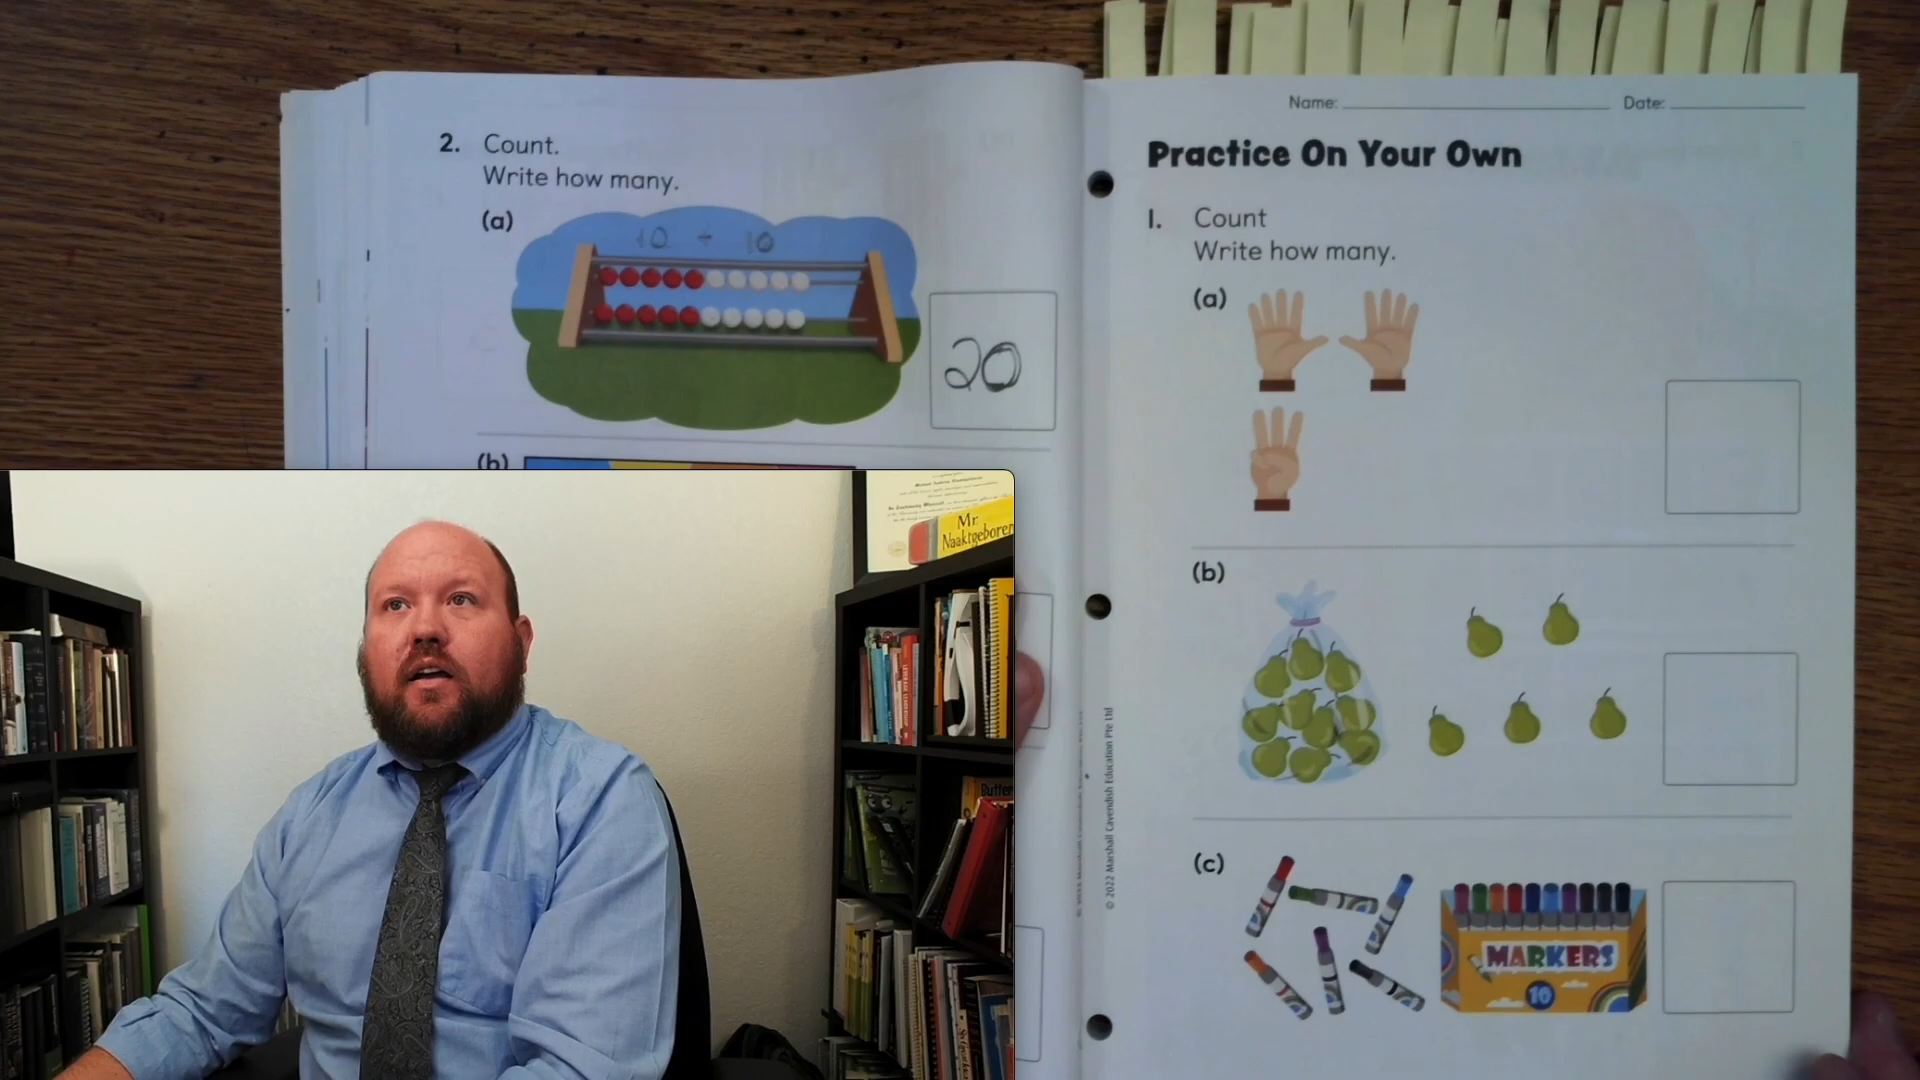 2. Count.
Write how many.
(a)
10 + 10
20
(b)
Name: Date:
Practice On Your Own
1. Count
Write how many.
(a)
(b)
(c)
MARKERS
10
© 2022 Marshall Cavendish Education Pte Ltd
Mr.
Naaktgeboren